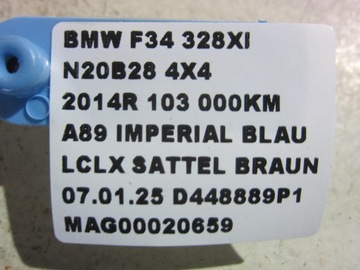 BMW F34 328XI
N20B28 4X4
2014R 103 000KM
A89 IMPERIAL BLAU
LCLX SATTEL BRAUN
07.01.25 D448889P1
MAG00020659